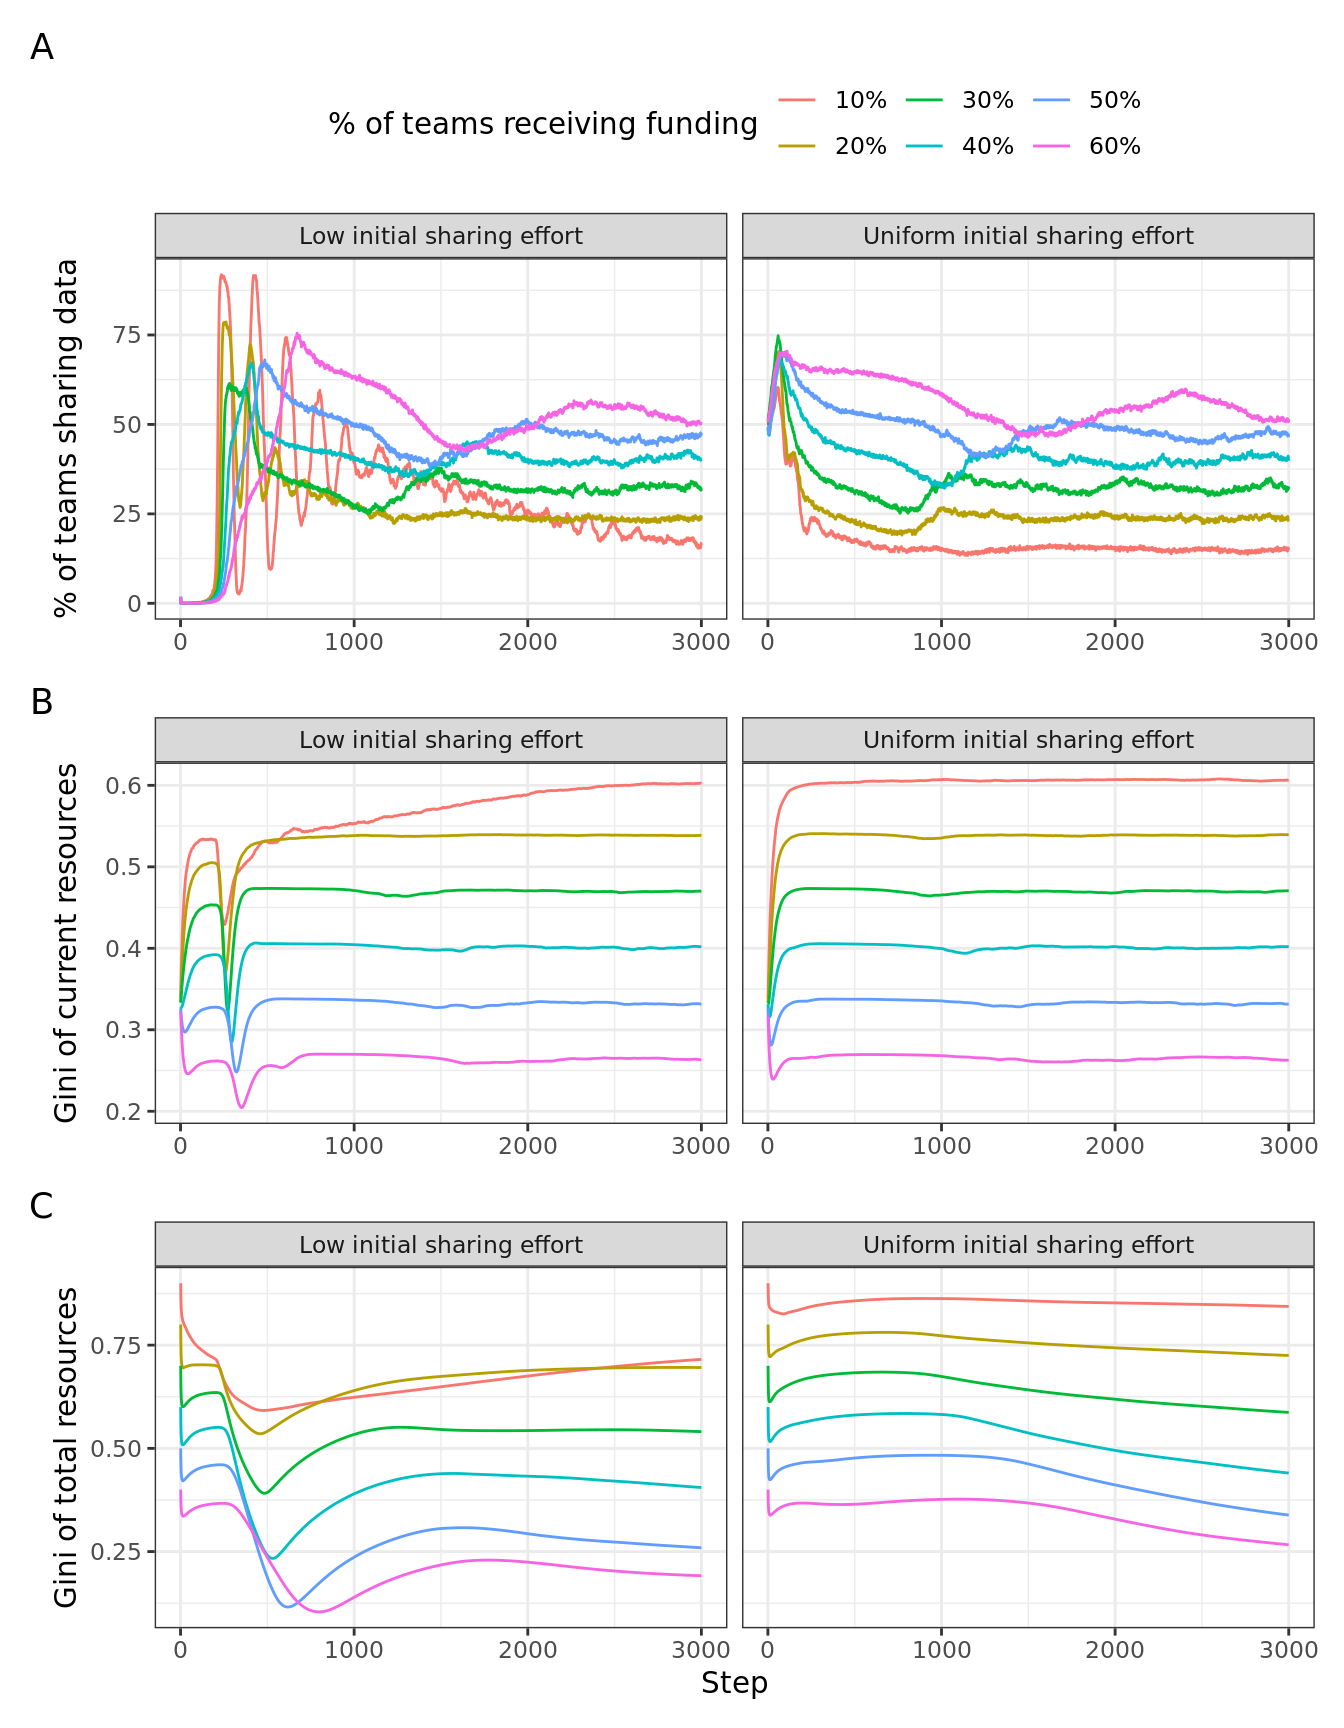 A
% of teams receiving funding
10% 30% 50%
20% 40% 60%
Low initial sharing effort Uniform initial sharing effort
% of teams sharing data
75
50
25
0
0 1000 2000 3000 0 1000 2000 3000
B
Low initial sharing effort Uniform initial sharing effort
Gini of current resources
0.6
0.5
0.4
0.3
0.2
0 1000 2000 3000 0 1000 2000 3000
C
Low initial sharing effort Uniform initial sharing effort
Gini of total resources
0.75
0.50
0.25
0 1000 2000 3000 0 1000 2000 3000
Step